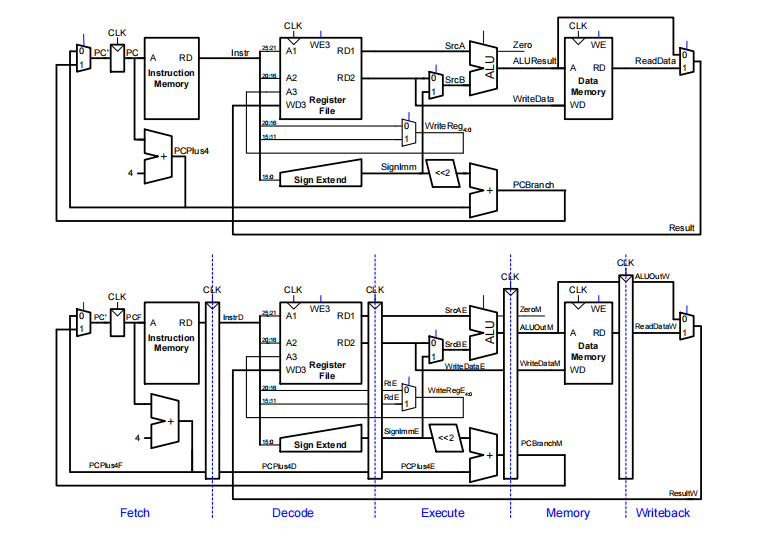 CLK
CLK
CLK
0
1
PC'
PC
A
RD
Instruction
Memory
Instr
25:21
20:16
A1
A2
A3
WD3
WE3
RD1
RD2
Register
File
20:16
15:11
15:0
Sign Extend
SrcA
0
1
SrcB
ALU
Zero
ALUResult
WriteData
0
1
WriteReg4:0
SignImm
<<2
+
PCBranch
A
RD
Data
Memory
WD
WE
ReadData
0
1
4
+
PCPlus4
Result
CLK
CLK
CLK
CLK
CLK
CLK
CLK
CLK
0
1
PC'
PCF
A
RD
Instruction
Memory
InstrD
25:21
20:16
A1
A2
A3
WD3
WE3
RD1
RD2
Register
File
20:16
15:11
15:0
Sign Extend
RtE
RdE
SrcAE
0
1
SrcBE
ALU
WriteDataE
0
1
WriteRegE4:0
SignImmE
<<2
+
ZeroM
ALUOutM
WriteDataM
PCBranchM
A
RD
Data
Memory
WD
WE
ALUOutW
ReadDataW
0
1
4
+
PCPlus4F
PCPlus4D
PCPlus4E
ResultW
Fetch
Decode
Execute
Memory
Writeback